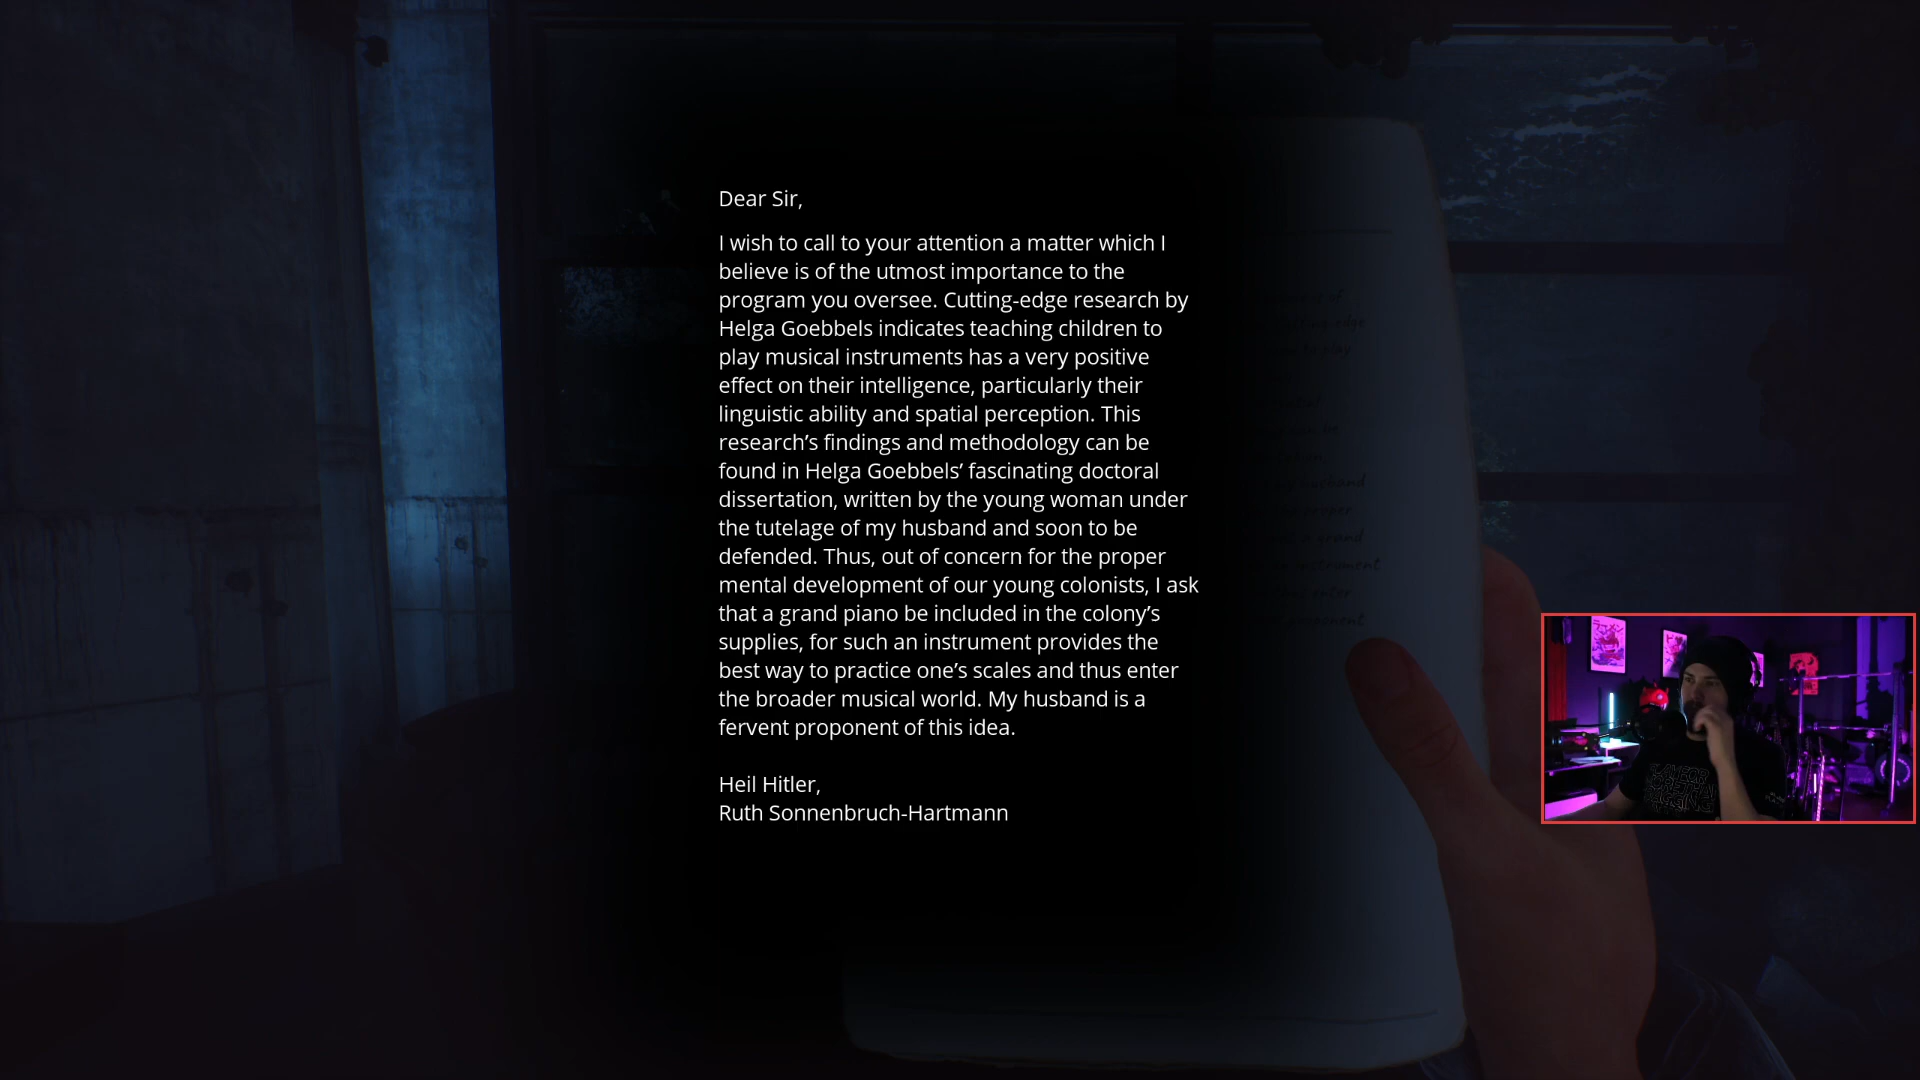 Dear Sir,
I wish to call to your attention a matter which I
believe is of the utmost importance to the
program you oversee. Cutting-edge research by
Helga Goebbels indicates teaching children to
play musical instruments has a very positive
effect on their intelligence, particularly their
linguistic ability and spatial perception. This
research’s findings and methodology can be
found in Helga Goebbels’ fascinating doctoral
dissertation, written by the young woman under
the tutelage of my husband and soon to be
defended. Thus, out of concern for the proper
mental development of our young colonists, I ask
that a grand piano be included in the colony’s
supplies, for such an instrument provides the
best way to practice one’s scales and thus enter
the broader musical world. My husband is a
fervent proponent of this idea.
Heil Hitler,
Ruth Sonnenbruch-Hartmann